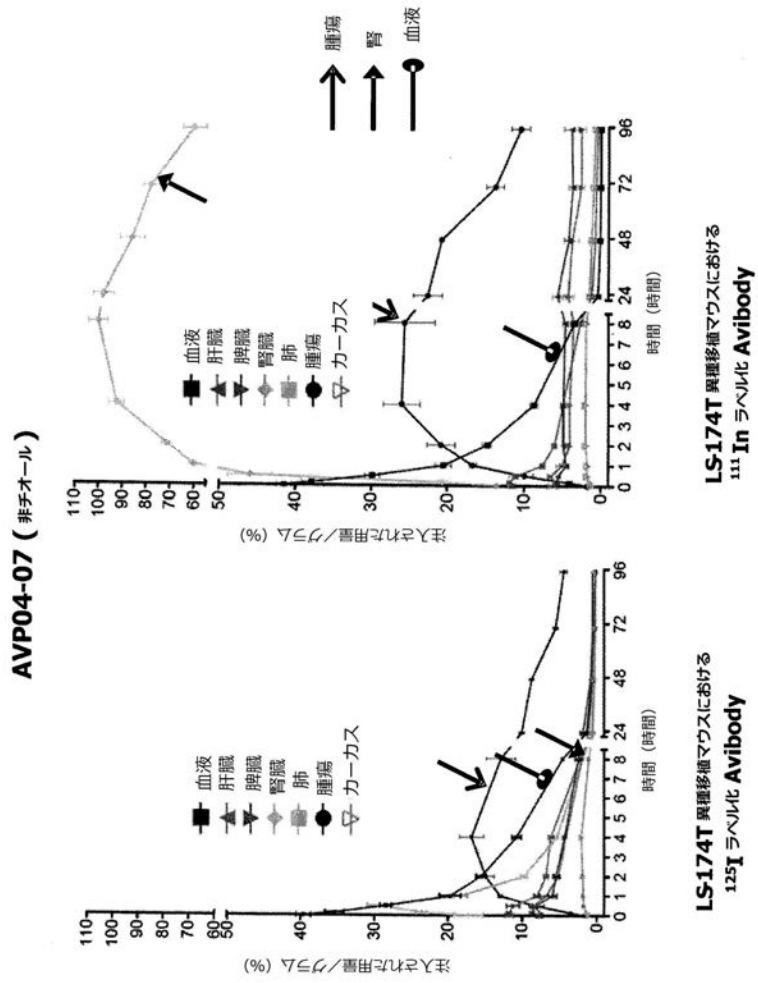 AVP04-07 ( 非チオール )
注入された用量／グラム (%)
110
100
90
80
70
60
50
40
30
20
10
0
血液
肝臓
脾臓
腎臓
肺
腫瘍
カーカス
0 1 2 3 4 5 6 7 8 24 48 72 96
時間 (時間)
LS-174T 異種移植マウスにおける
125I ラベル化 Avibody
注入された用量／グラム (%)
110
100
90
80
70
60
50
40
30
20
10
0
血液
肝臓
脾臓
腎臓
肺
腫瘍
カーカス
0 1 2 3 4 5 6 7 8 24 48 72 96
時間 (時間)
LS-174T 異種移植マウスにおける
111In ラベル化 Avibody
腫瘍
腎
血液